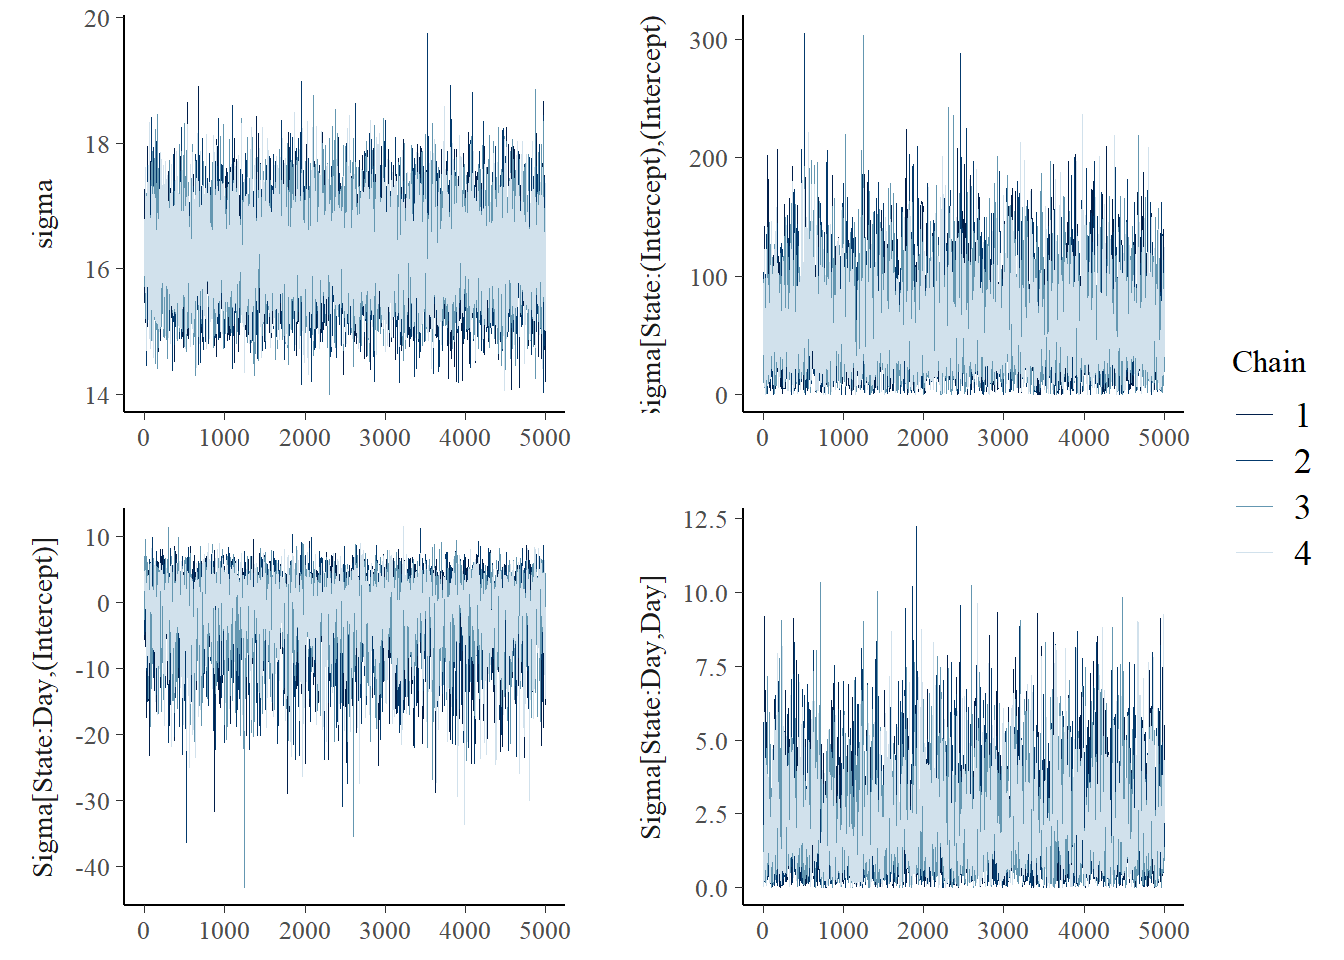 sigma
20
18
16
14
0 1000 2000 3000 4000 5000
Sigma[State:(Intercept),(Intercept)
300
200
100
0
0 1000 2000 3000 4000 5000
Sigma[State:Day,(Intercept)]
10
0
-10
-20
-30
-40
0 1000 2000 3000 4000 5000
Sigma[State:Day,Day]
12.5
10.0
7.5
5.0
2.5
0.0
0 1000 2000 3000 4000 5000
Chain
1
2
3
4